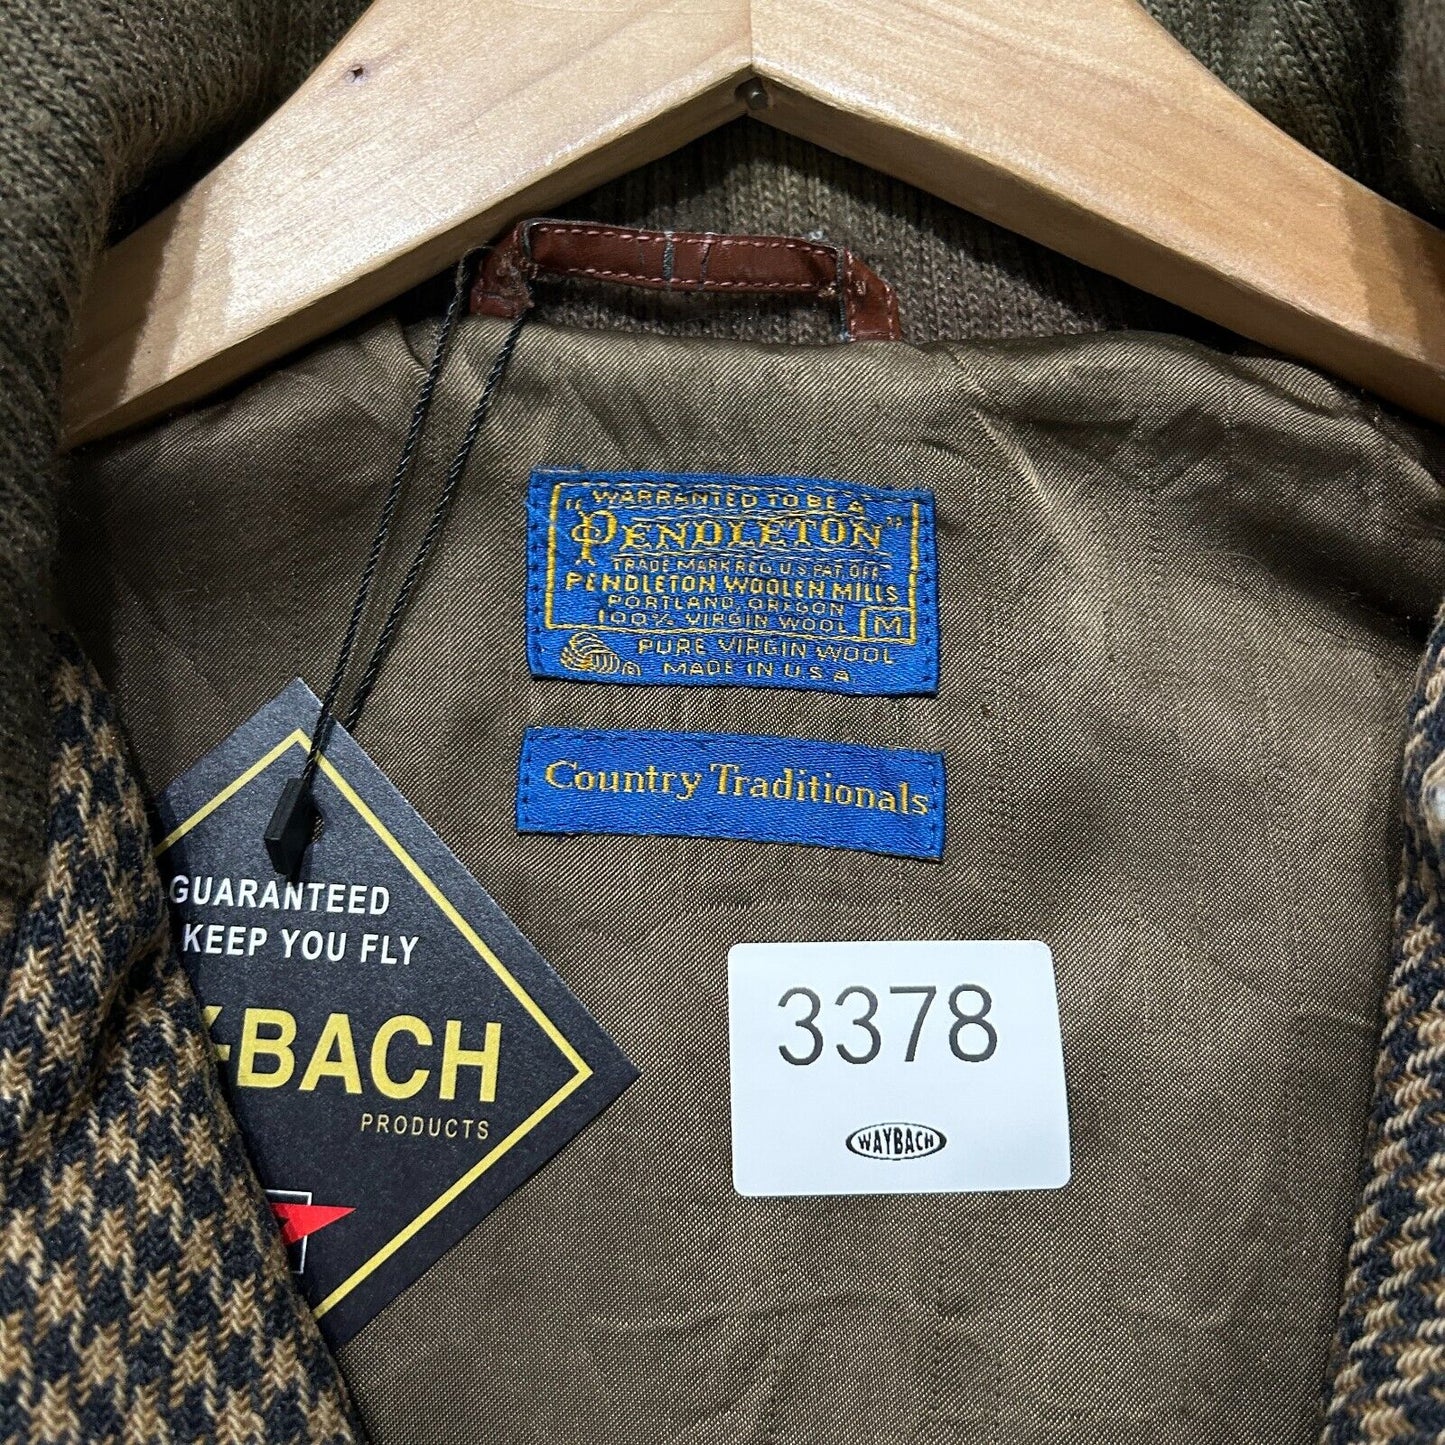 "WARRANTED TO BE A
"PENDLETON"
TRADE MARK REG. U.S. PAT. OFF.
PENDLETON WOOLEN MILLS
PORTLAND, OREGON
100% VIRGIN WOOL M
PURE VIRGIN WOOL
® MADE IN U.S.A
Country Traditionals
GUARANTEED
KEEP YOU FLY
BACH
PRODUCTS
3378
WAYBACH